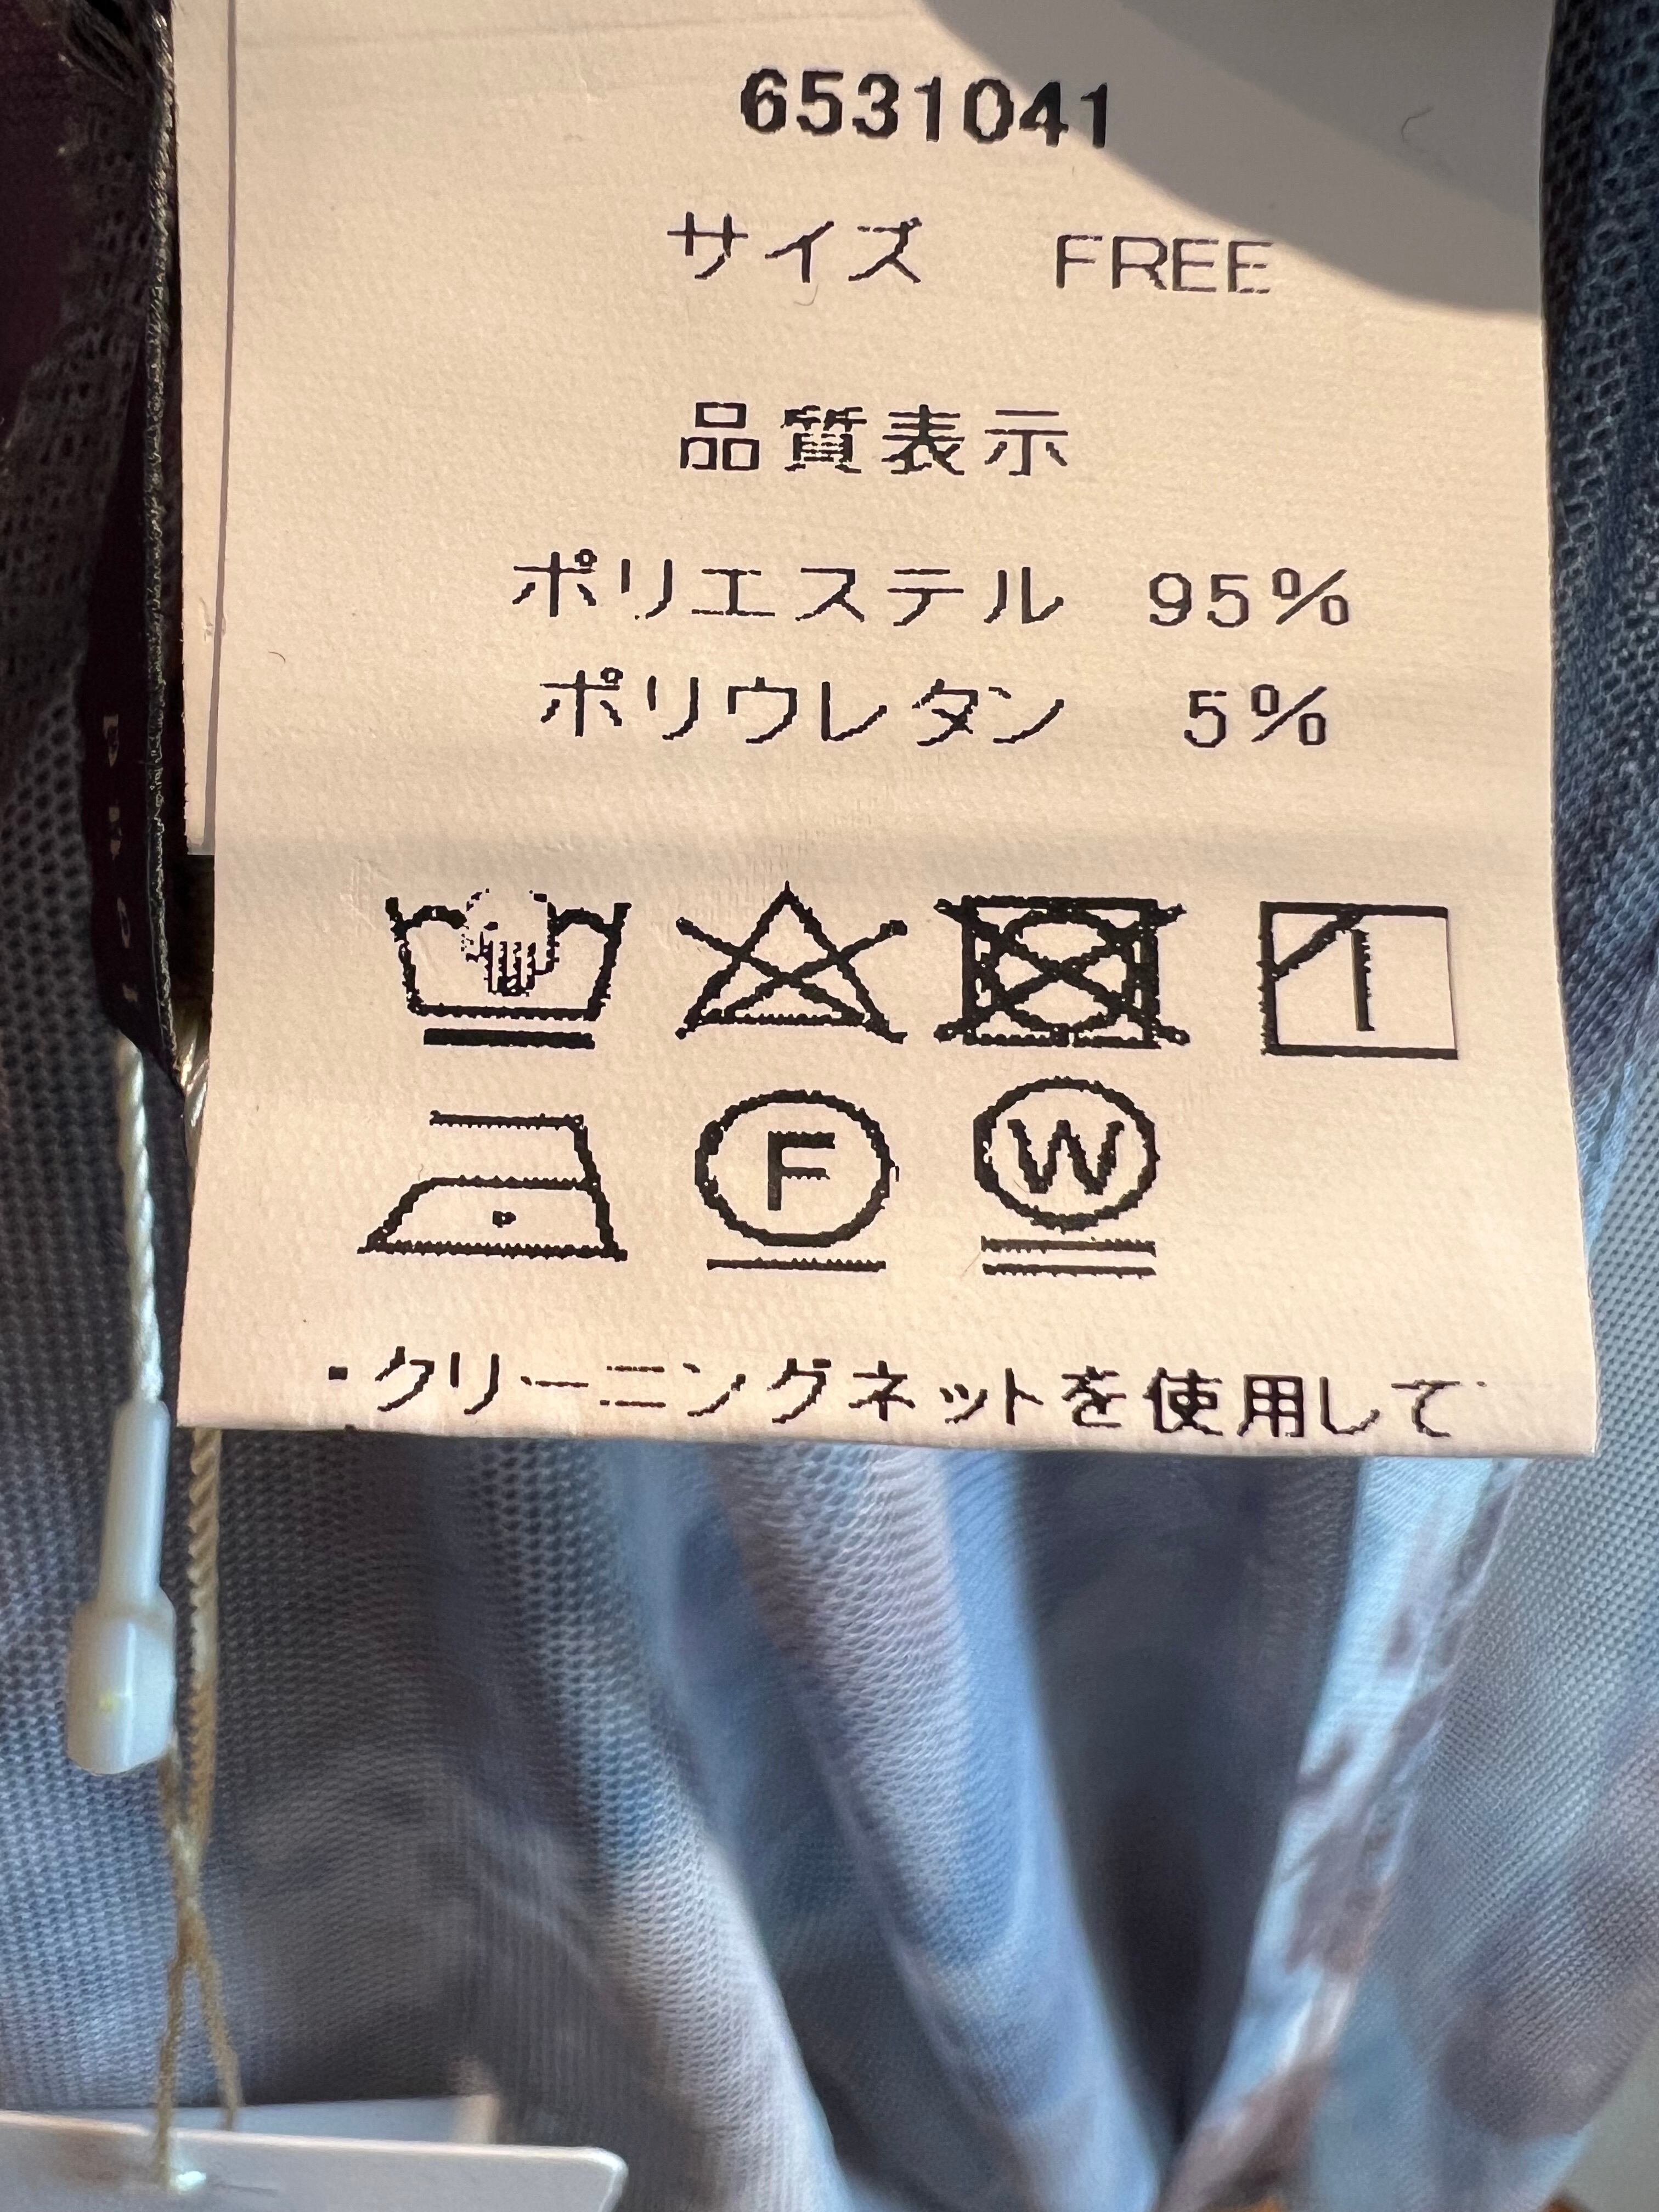 6531041
サイズ FREE
品質表示
ポリエステル 95%
ポリウレタン 5%
F W
・クリーニングネットを使用して